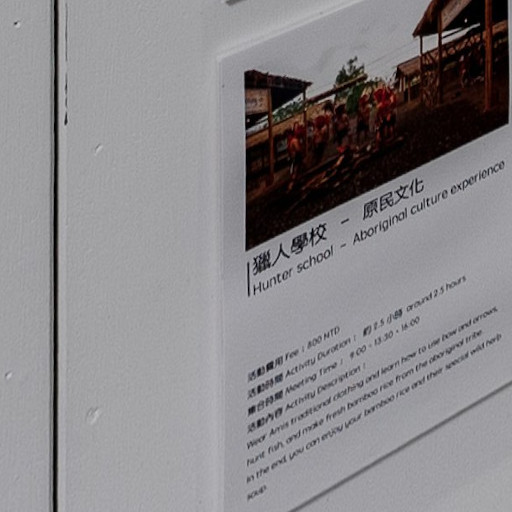 獵人學校 - 原民文化
Hunter school - Aboriginal culture experience
活動費用 Fee : 800 NTD
活動時間 Activity Duration : 約 2.5 小時 around 2.5 hours
集合時間 Meeting Time : 9:00 - 13:30 - 16:00
活動內容 Activity Description :
Wear Amis traditional clothing and learn how to use bow and arrows,
hunt fish, and make fresh bamboo rice from the aboriginal tribe.
In the end, you can enjoy your bamboo rice and their special wild herb
soup.